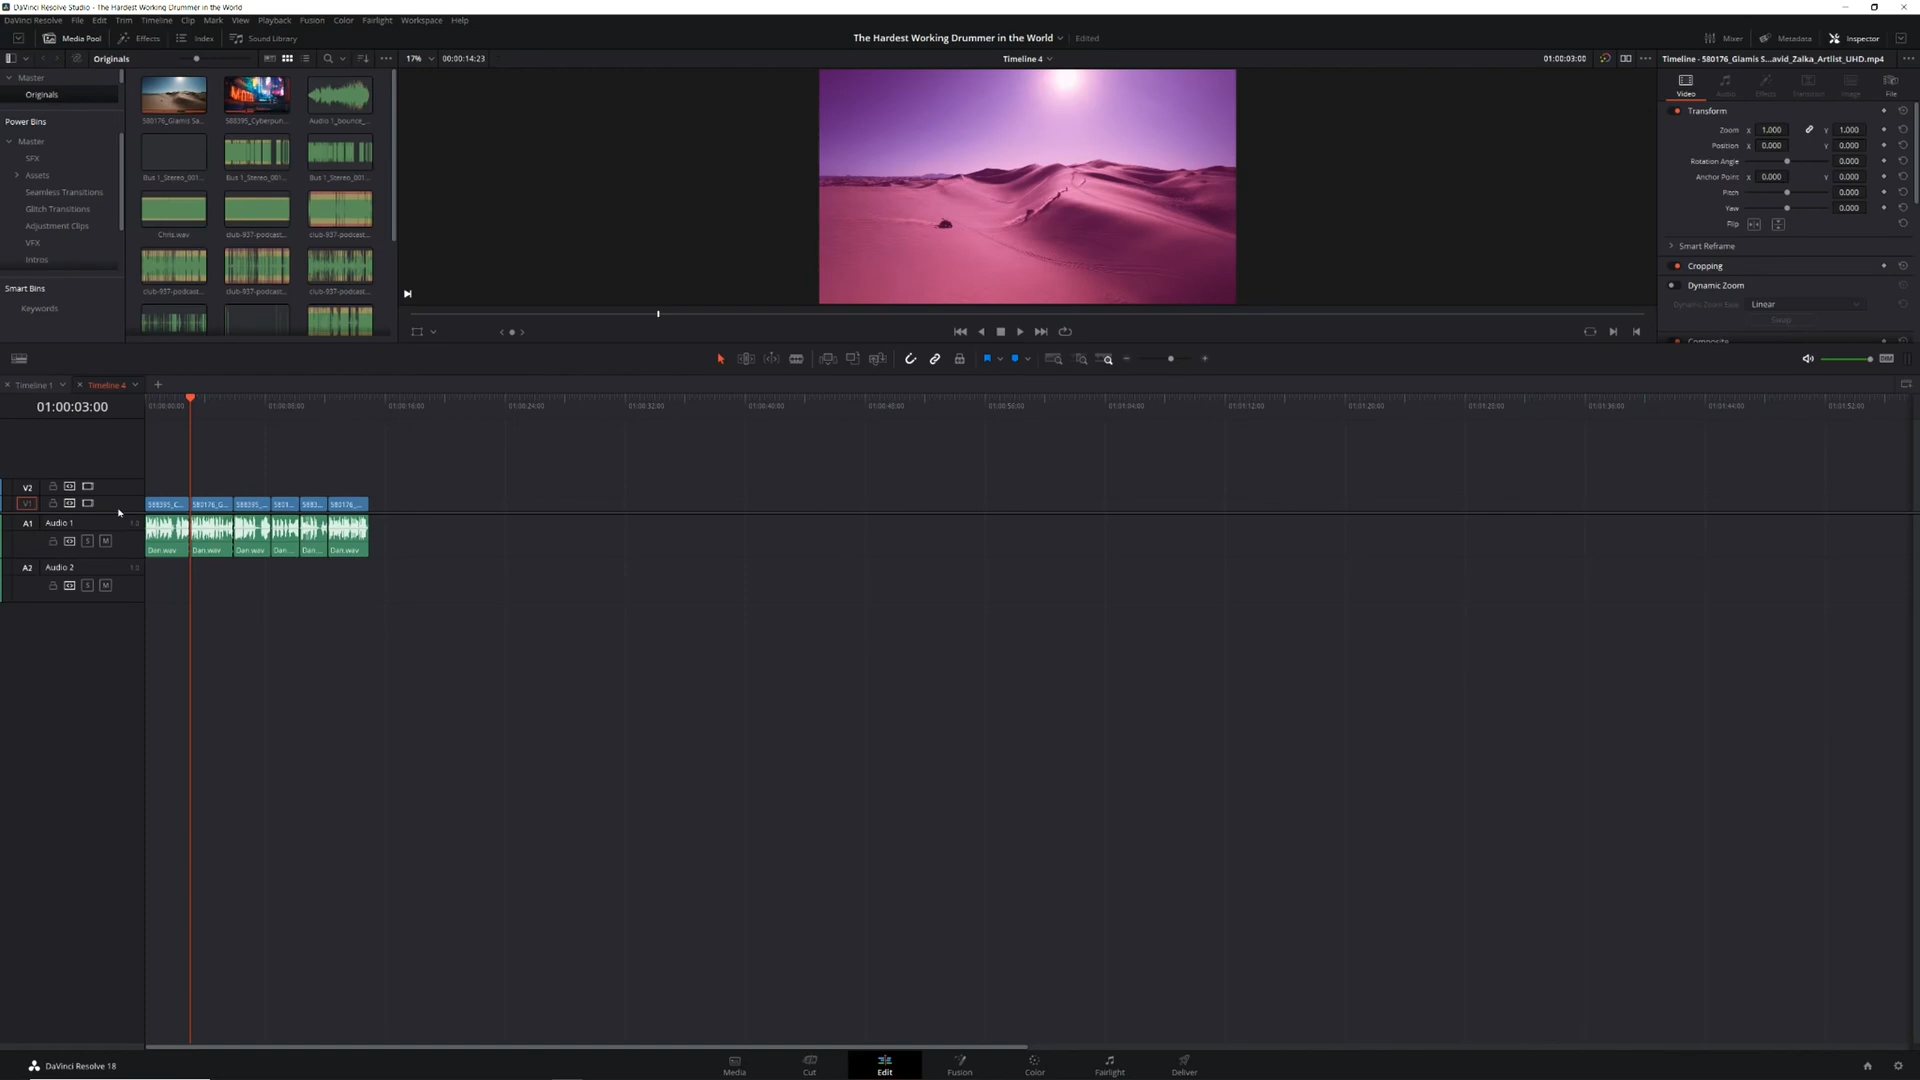 DaVinci Resolve Studio - The Hardest Working Drummer in the World
DaVinci Resolve File Edit Trim Timeline Clip Mark View Playback Fusion Color Fairlight Workspace Help
Media Pool Effects Index Sound Library The Hardest Working Drummer in the World Edited Mixer Metadata Inspector
Originals 17% 00:00:14:23 Timeline 4 01:00:03:00 Timeline - 580176_Glamis S...avid_Zalka_Artlist_UHD.mp4
Master
Originals
Power Bins
Master
SFX
Assets
Seamless Transitions
Glitch Transitions
Adjustment Clips
VFX
Intros
Smart Bins
Keywords
580176_Glamis Sa... 588395_Cyberpun... Audio 1_bounce_...
Bus 1_Stereo_001... Bus 1_Stereo_001... Bus 1_Stereo_001...
Chris.wav club-937-podcast... club-937-podcast...
club-937-podcast... club-937-podcast... club-937-podcast...
Video Audio Effects Transition Image File
Transform
Zoom X 1.000 Y 1.000
Position X 0.000 Y 0.000
Rotation Angle 0.000
Anchor Point X 0.000 Y 0.000
Pitch 0.000
Yaw 0.000
Flip
Smart Reframe
Cropping
Dynamic Zoom
Dynamic Zoom Ease Linear
Swap
Composite
DIM
Timeline 1 Timeline 4
01:00:03:00 01:00:00:00 01:00:08:00 01:00:16:00 01:00:24:00 01:00:32:00 01:00:40:00 01:00:48:00 01:00:56:00 01:01:04:00 01:01:12:00 01:01:20:00 01:01:28:00 01:01:36:00 01:01:44:00 01:01:52:00
V2
V1 588395_C... 580176_G... 588395_... 5801... 5883... 580176_...
A1 Audio 1 1.0
S M Dan.wav Dan.wav Dan.wav Dan... Dan... Dan.wav
A2 Audio 2 1.0
S M
DaVinci Resolve 18 Media Cut Edit Fusion Color Fairlight Deliver